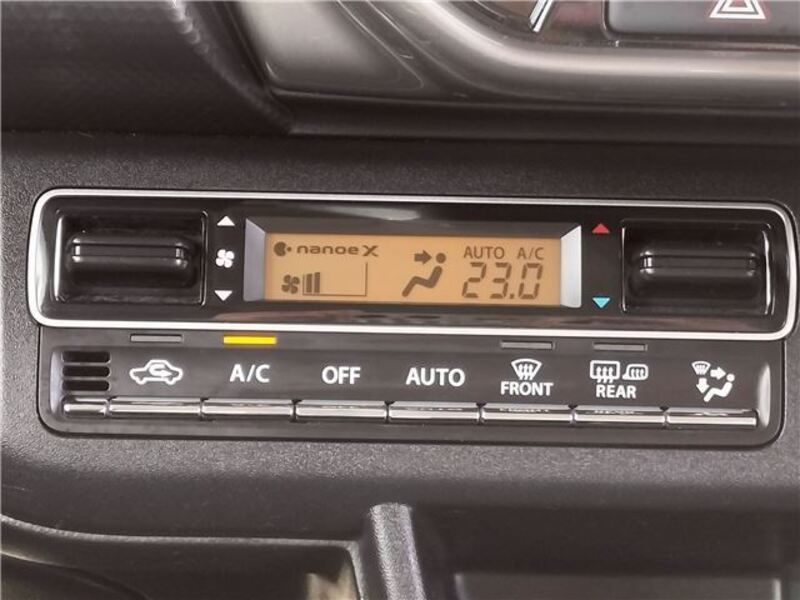 nanoe X
AUTO A/C
23.0
A/C
OFF
AUTO
FRONT
REAR